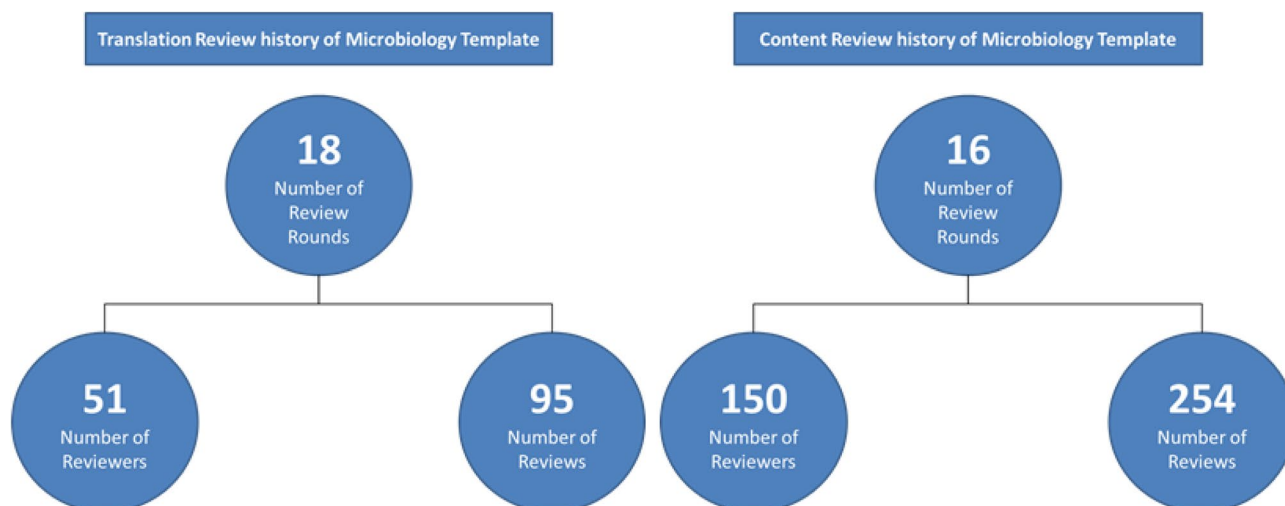 Translation Review history of Microbiology Template
18
Number of
Review
Rounds
51
Number of
Reviewers
95
Number of
Reviews
Content Review history of Microbiology Template
16
Number of
Review
Rounds
150
Number of
Reviewers
254
Number of
Reviews